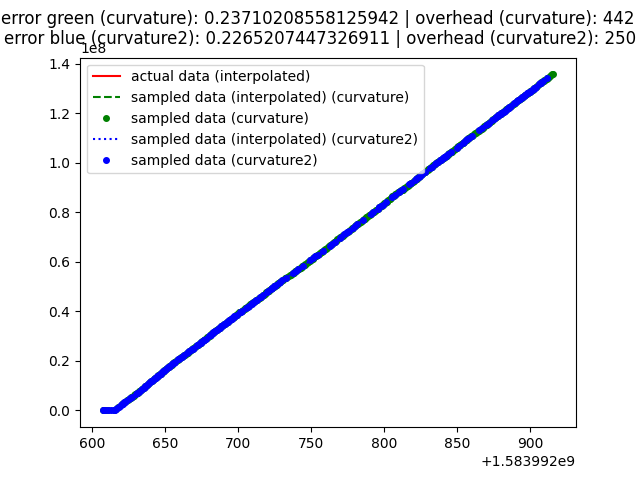 error green (curvature): 0.23710208558125942 | overhead (curvature): 442
error blue (curvature2): 0.2265207447326911 | overhead (curvature2): 250
1e8
actual data (interpolated)
sampled data (interpolated) (curvature)
sampled data (curvature)
sampled data (interpolated) (curvature2)
sampled data (curvature2)
1.4
1.2
1.0
0.8
0.6
0.4
0.2
0.0
600 650 700 750 800 850 900
+1.583992e9